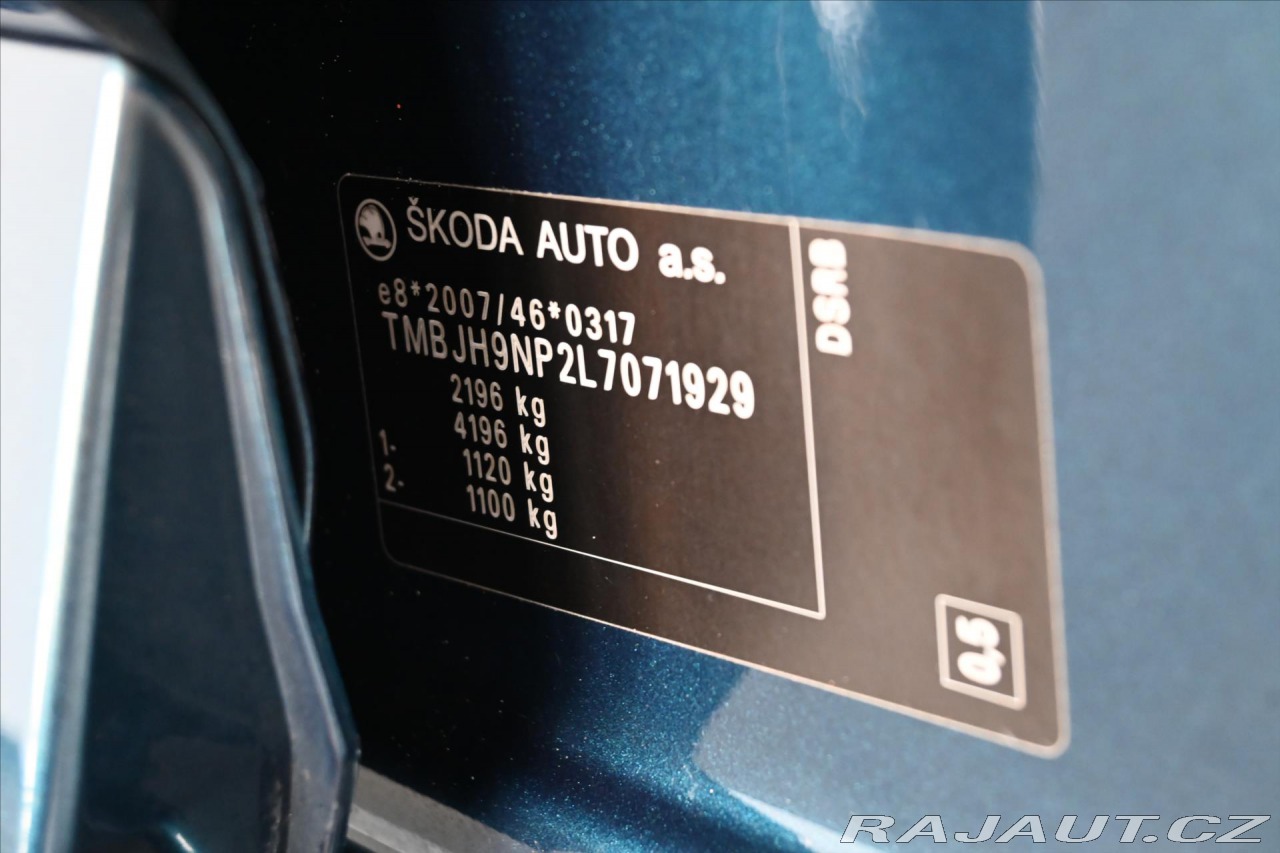 ŠKODA AUTO a.s.
e8*2007/46*0317
TMBJH9NP2L7071929
2196 kg
4196 kg
1- 1120 kg
2- 1100 kg
DSRB
0,5
RAJAUT.CZ